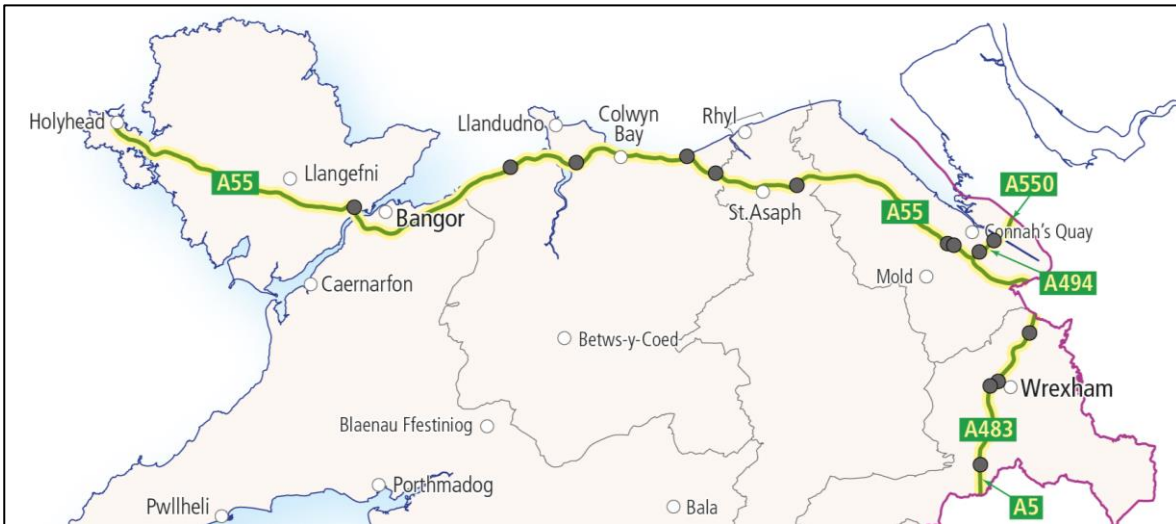 Holyhead
A55
Llangefni
Bangor
Caernarfon
Llandudno
Colwyn
Bay
Rhyl
St.Asaph
A55
A550
Connah's Quay
Mold
A494
Betws-y-Coed
Wrexham
Blaenau Ffestiniog
A483
Porthmadog
Pwllheli
Bala
A5